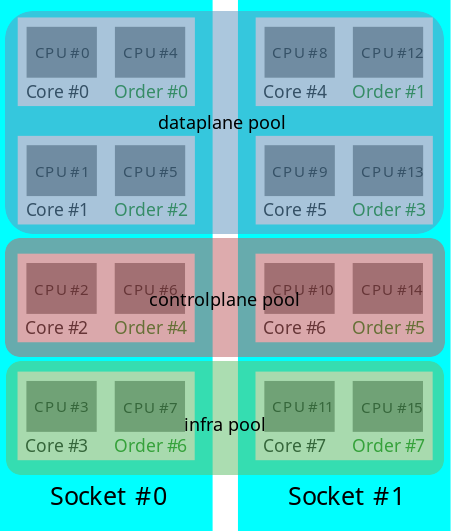 CPU #0 CPU #4 CPU #8 CPU #12
Core #0 Order #0 Core #4 Order #1
dataplane pool
CPU #1 CPU #5 CPU #9 CPU #13
Core #1 Order #2 Core #5 Order #3
CPU #2 CPU #6 CPU #10 CPU #14
controlplane pool
Core #2 Order #4 Core #6 Order #5
CPU #3 CPU #7 CPU #11 CPU #15
infra pool
Core #3 Order #6 Core #7 Order #7
Socket #0 Socket #1